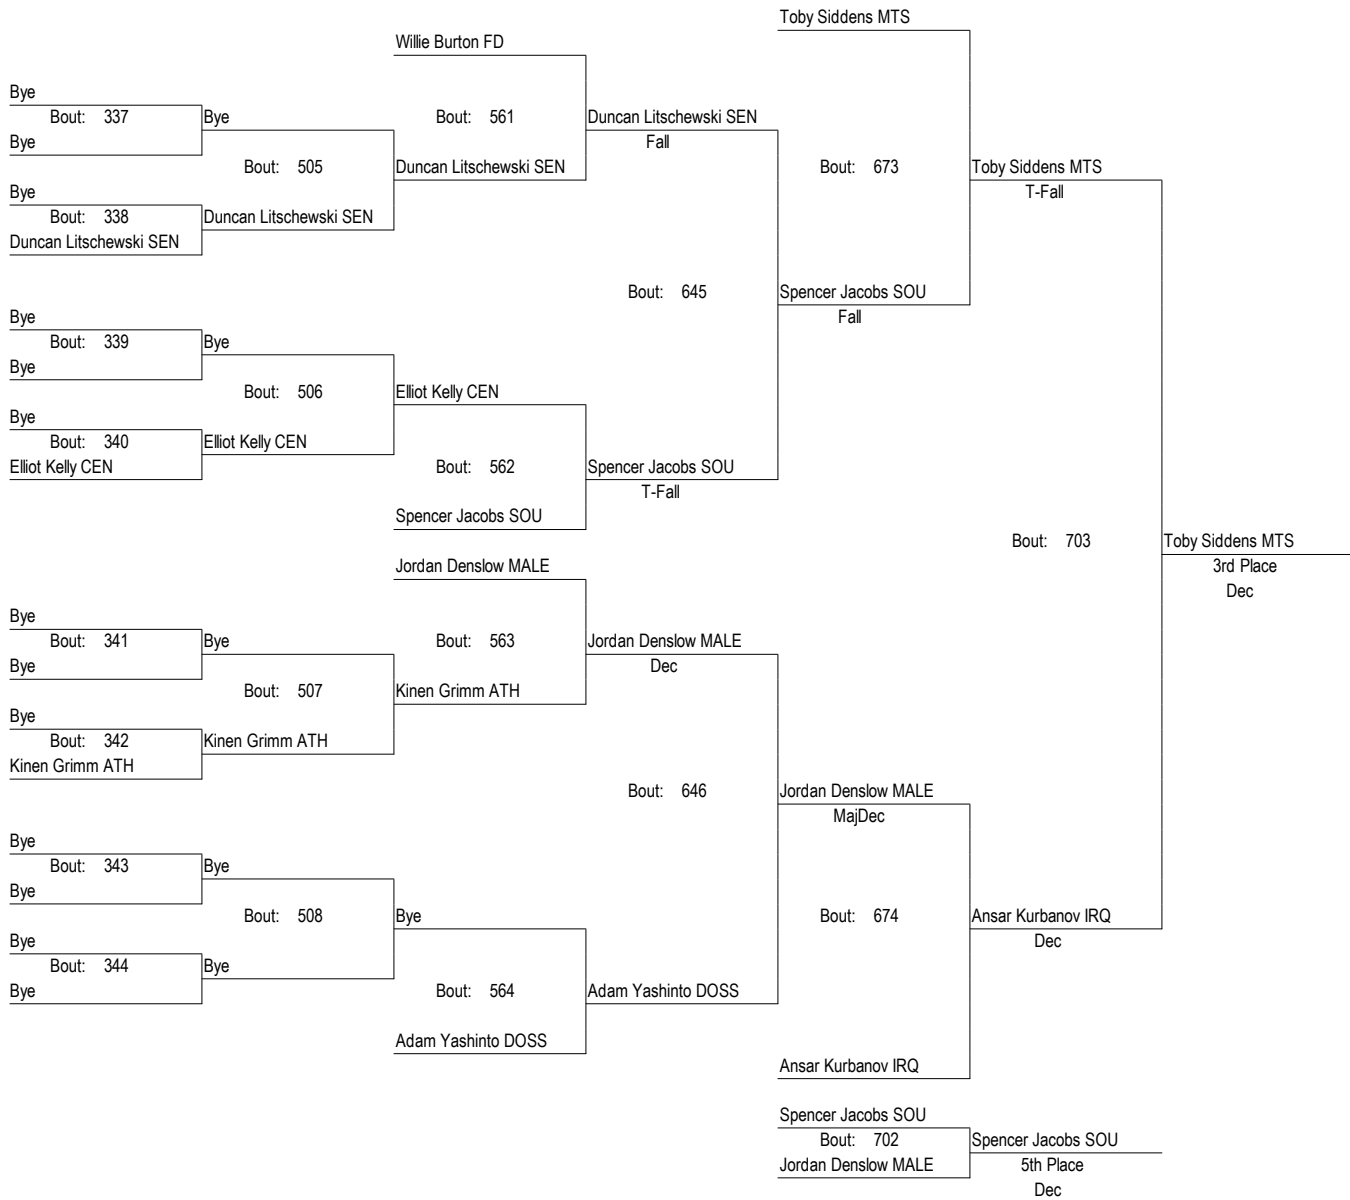 Toby Siddens MTS
Willie Burton FD
Bye
Bout: 337
Bye
Bout: 561
Duncan Litschewski SEN
Bye
Fall
Bout: 505
Duncan Litschewski SEN
Bout: 673
Toby Siddens MTS
Bye
T-Fall
Bout: 338
Duncan Litschewski SEN
Duncan Litschewski SEN
Bout: 645
Spencer Jacobs SOU
Bye
Fall
Bout: 339
Bye
Bye
Bout: 506
Elliot Kelly CEN
Bye
Bout: 340
Elliot Kelly CEN
Elliot Kelly CEN
Bout: 562
Spencer Jacobs SOU
T-Fall
Spencer Jacobs SOU
Bout: 703
Toby Siddens MTS
Jordan Denslow MALE
3rd Place
Dec
Bye
Bout: 341
Bye
Bout: 563
Jordan Denslow MALE
Bye
Dec
Bout: 507
Kinen Grimm ATH
Bye
Bout: 342
Kinen Grimm ATH
Kinen Grimm ATH
Bout: 646
Jordan Denslow MALE
MajDec
Bye
Bout: 343
Bye
Bye
Bout: 508
Bye
Bout: 674
Ansar Kurbanov IRQ
Bye
Dec
Bout: 344
Bye
Bye
Bout: 564
Adam Yashinto DOSS
Adam Yashinto DOSS
Ansar Kurbanov IRQ
Spencer Jacobs SOU
Bout: 702
Spencer Jacobs SOU
Jordan Denslow MALE
5th Place
Dec